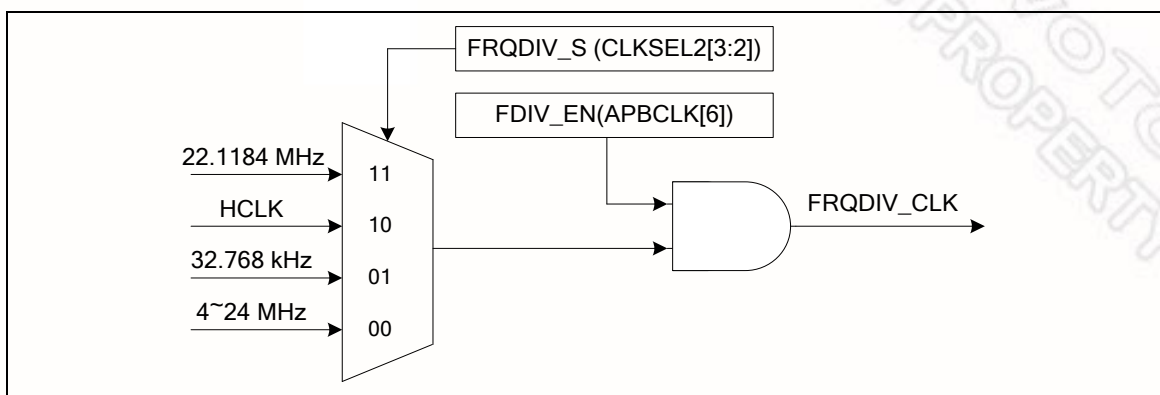 FRQDIV_S (CLKSEL2[3:2])
FDIV_EN(APBCLK[6])
22.1184 MHz
11
HCLK
10
32.768 kHz
01
4~24 MHz
00
FRQDIV_CLK
PROPERTY